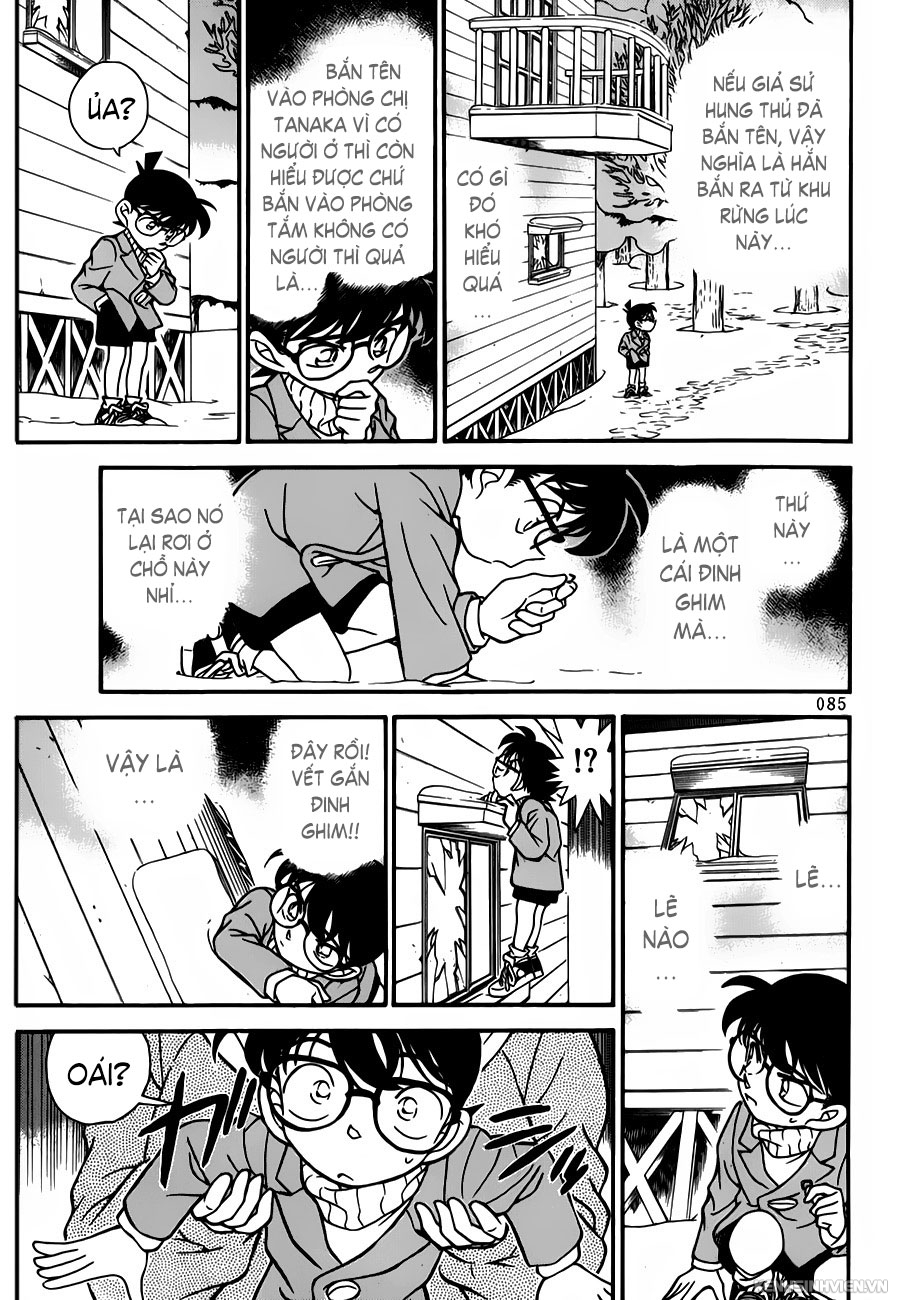 NẾU GIẢ SỬ
HUNG THỦ ĐÃ
BẮN TÊN, VẬY
NGHĨA LÀ HẮN
BẮN RA TỪ KHU
RỪNG LÚC
NÀY...
CÓ GÌ
ĐÓ
KHÓ
HIỂU
QUÁ
...
BẮN TÊN
VÀO PHÒNG CHỊ
TANAKA VÌ CÓ
NGƯỜI Ở THÌ CÒN
HIỂU ĐƯỢC CHỨ
BẮN VÀO PHÒNG
TẮM KHÔNG CÓ
NGƯỜI THÌ QUẢ
LÀ...
ỦA?
THỨ
NÀY
...
LÀ MỘT
CÁI ĐINH
GHIM
MÀ...
TẠI SAO NÓ
LẠI RƠI Ở
CHỔ NÀY
NHỈ...
085
LẼ...
LẼ
NÀO
...
!?
ĐÂY RỒI!
VẾT GẮN
ĐINH
GHIM!!
VẬY LÀ
...
OÁI?